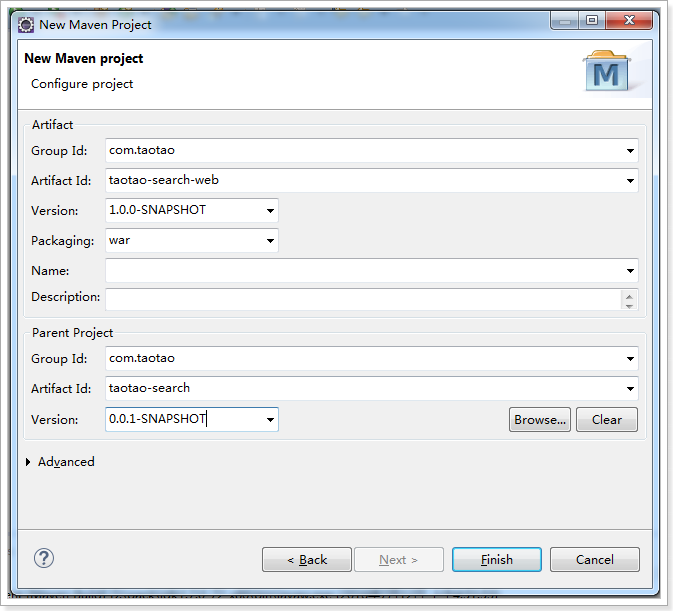 New Maven Project
New Maven project
Configure project
M
Artifact
Group Id: com.taotao
Artifact Id: taotao-search-web
Version: 1.0.0-SNAPSHOT
Packaging: war
Name:
Description:
Parent Project
Group Id: com.taotao
Artifact Id: taotao-search
Version: 0.0.1-SNAPSHOT Browse... Clear
Advanced
? < Back Next > Finish Cancel